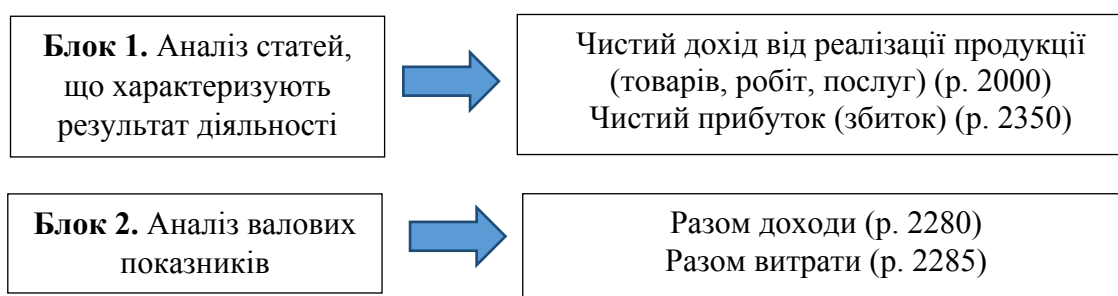 Блок 1. Аналіз статей,
що характеризують
результат діяльності
Чистий дохід від реалізації продукції
(товарів, робіт, послуг) (р. 2000)
Чистий прибуток (збиток) (р. 2350)
Блок 2. Аналіз валових
показників
Разом доходи (р. 2280)
Разом витрати (р. 2285)